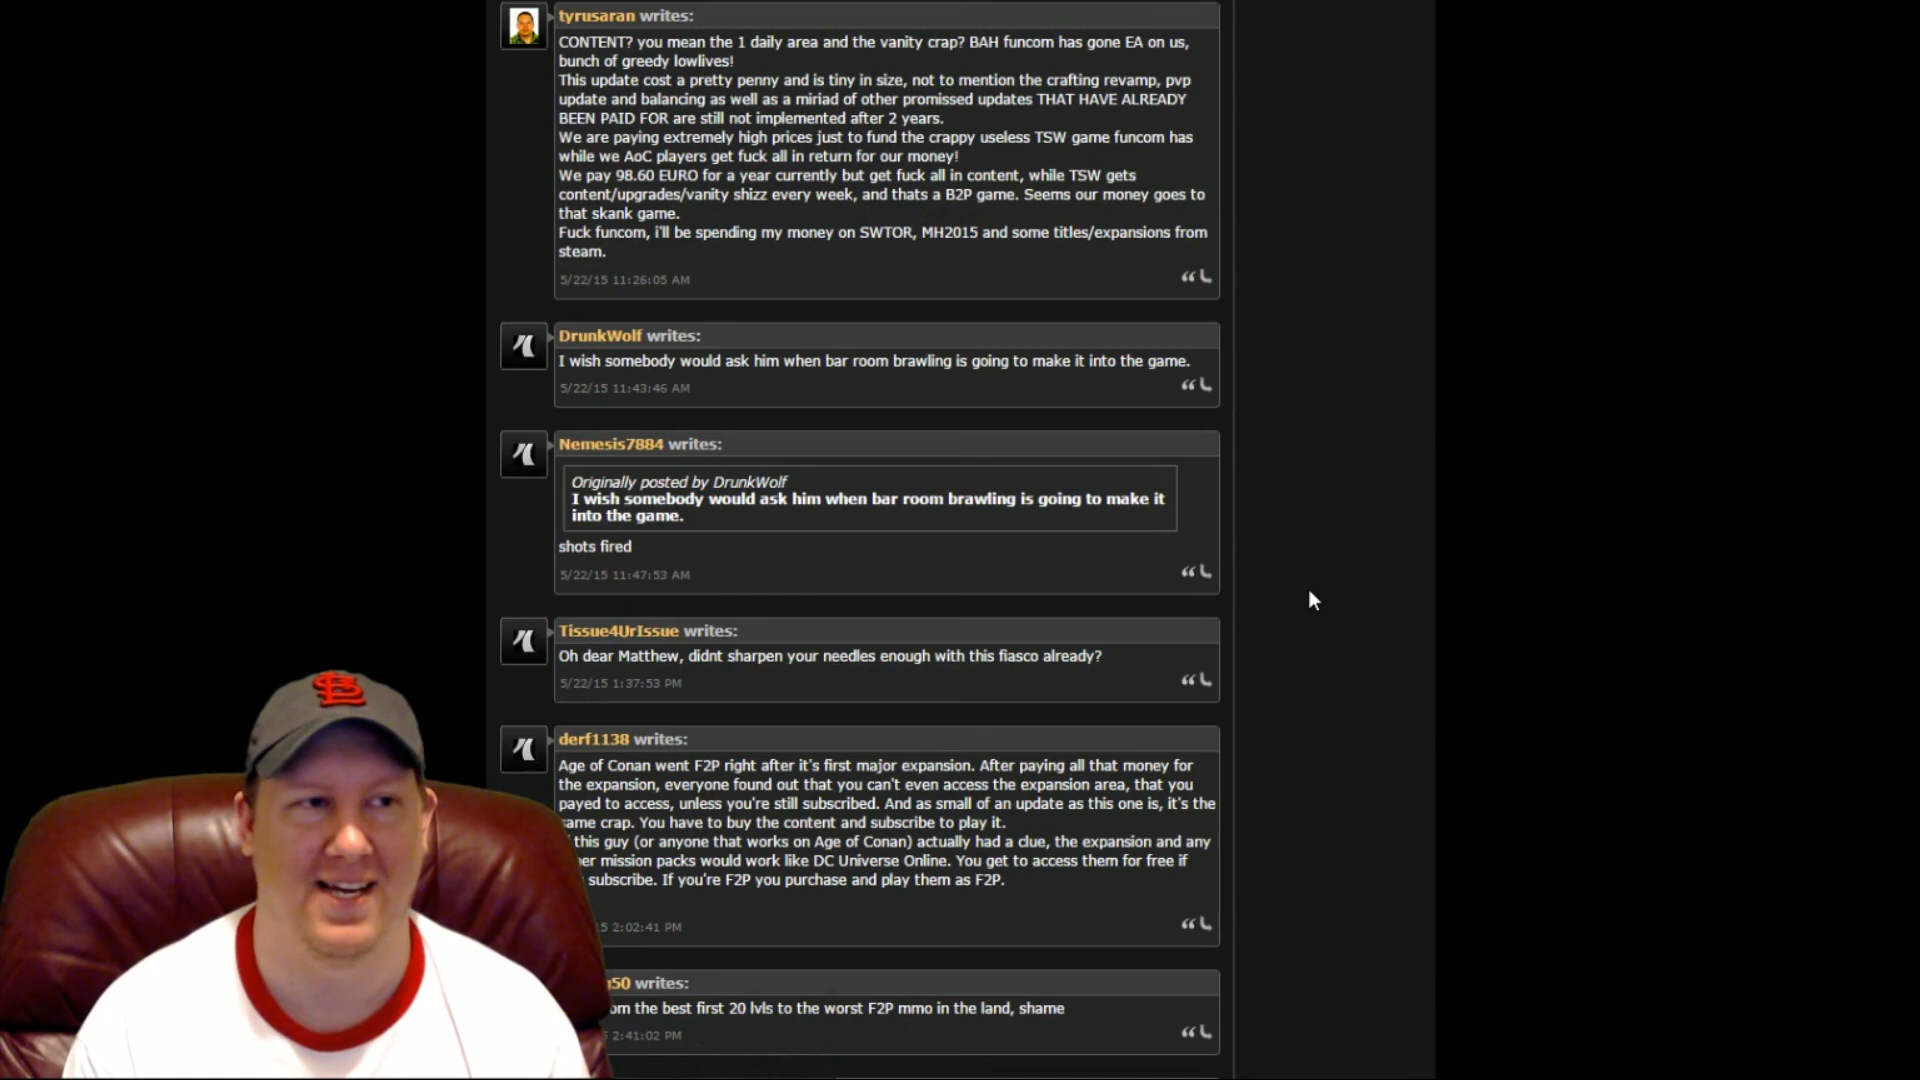 tyrusaran writes:
CONTENT? you mean the 1 daily area and the vanity crap? BAH funcom has gone EA on us,
bunch of greedy lowlives!
This update cost a pretty penny and is tiny in size, not to mention the crafting revamp, pvp
update and balancing as well as a miriad of other promissed updates THAT HAVE ALREADY
BEEN PAID FOR are still not implemented after 2 years.
We are paying extremely high prices just to fund the crappy useless TSW game funcom has
while we AoC players get fuck all in return for our money!
We pay 98.60 EURO for a year currently but get fuck all in content, while TSW gets
content/upgrades/vanity shizz every week, and thats a B2P game. Seems our money goes to
that skank game.
Fuck funcom, i'll be spending my money on SWTOR, MH2015 and some titles/expansions from
steam.
5/22/15 11:26:05 AM
DrunkWolf writes:
I wish somebody would ask him when bar room brawling is going to make it into the game.
5/22/15 11:43:46 AM
Nemesis7884 writes:
Originally posted by DrunkWolf
I wish somebody would ask him when bar room brawling is going to make it
into the game.
shots fired
5/22/15 11:47:53 AM
Tissue4UrIssue writes:
Oh dear Matthew, didnt sharpen your needles enough with this fiasco already?
5/22/15 1:37:53 PM
derf1138 writes:
Age of Conan went F2P right after it's first major expansion. After paying all that money for
the expansion, everyone found out that you can't even access the expansion area, that you
payed to access, unless you're still subscribed. And as small of an update as this one is, it's the
same crap. You have to buy the content and subscribe to play it.
this guy (or anyone that works on Age of Conan) actually had a clue, the expansion and any
mission packs would work like DC Universe Online. You get to access them for free if
subscribe. If you're F2P you purchase and play them as F2P.
2:02:41 PM
50 writes:
the best first 20 lvls to the worst F2P mmo in the land, shame
2:41:02 PM